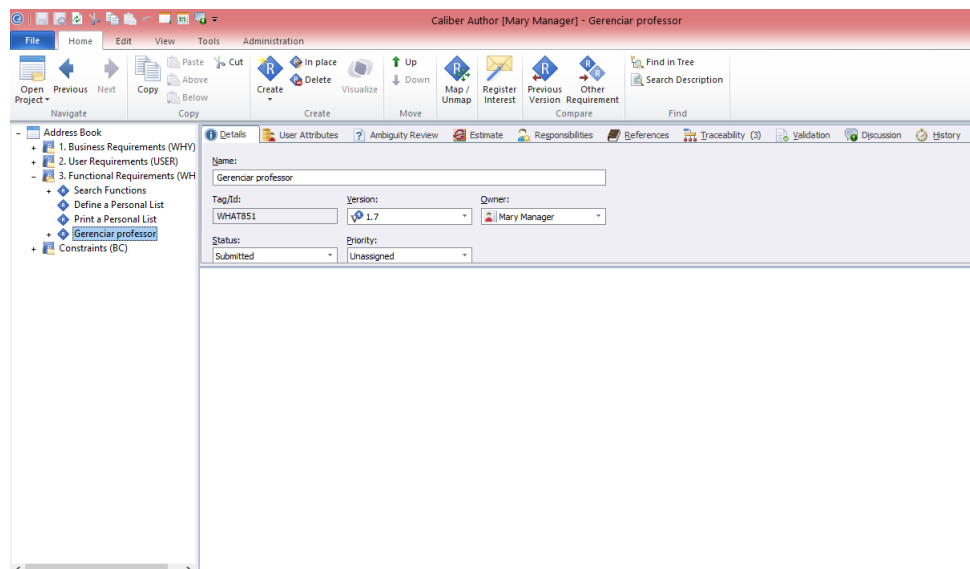 Caliber Author [Mary Manager] - Gerenciar professor
File Home Edit View Tools Administration
Open Project Previous Next
Copy Paste Above Below Cut
Create In place Delete Visualize
Up Down
Map / Unmap Register Interest
Previous Version Other Requirement
Find in Tree Search Description
Navigate Copy Create Move Compare Find
Address Book
1. Business Requirements (WHY)
2. User Requirements (USER)
3. Functional Requirements (WH
Search Functions
Define a Personal List
Print a Personal List
Gerenciar professor
Constraints (BC)
Details User Attributes Ambiguity Review Estimate Responsibilities References Traceability (3) Validation Discussion History
Name:
Gerenciar professor
Tag/Id: Version: Owner:
WHAT851 1.7 Mary Manager
Status: Priority:
Submitted Unassigned